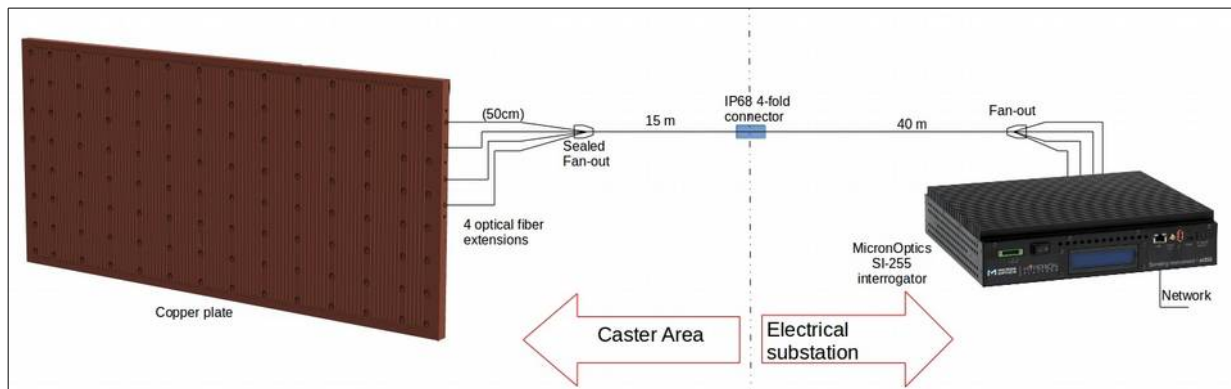 (50cm)
15 m
IP68 4-fold
connector
40 m
Fan-out
Sealed
Fan-out
4 optical fiber
extensions
MicronOptics
SI-255
interrogator
Network
Copper plate
Caster Area
Electrical
substation